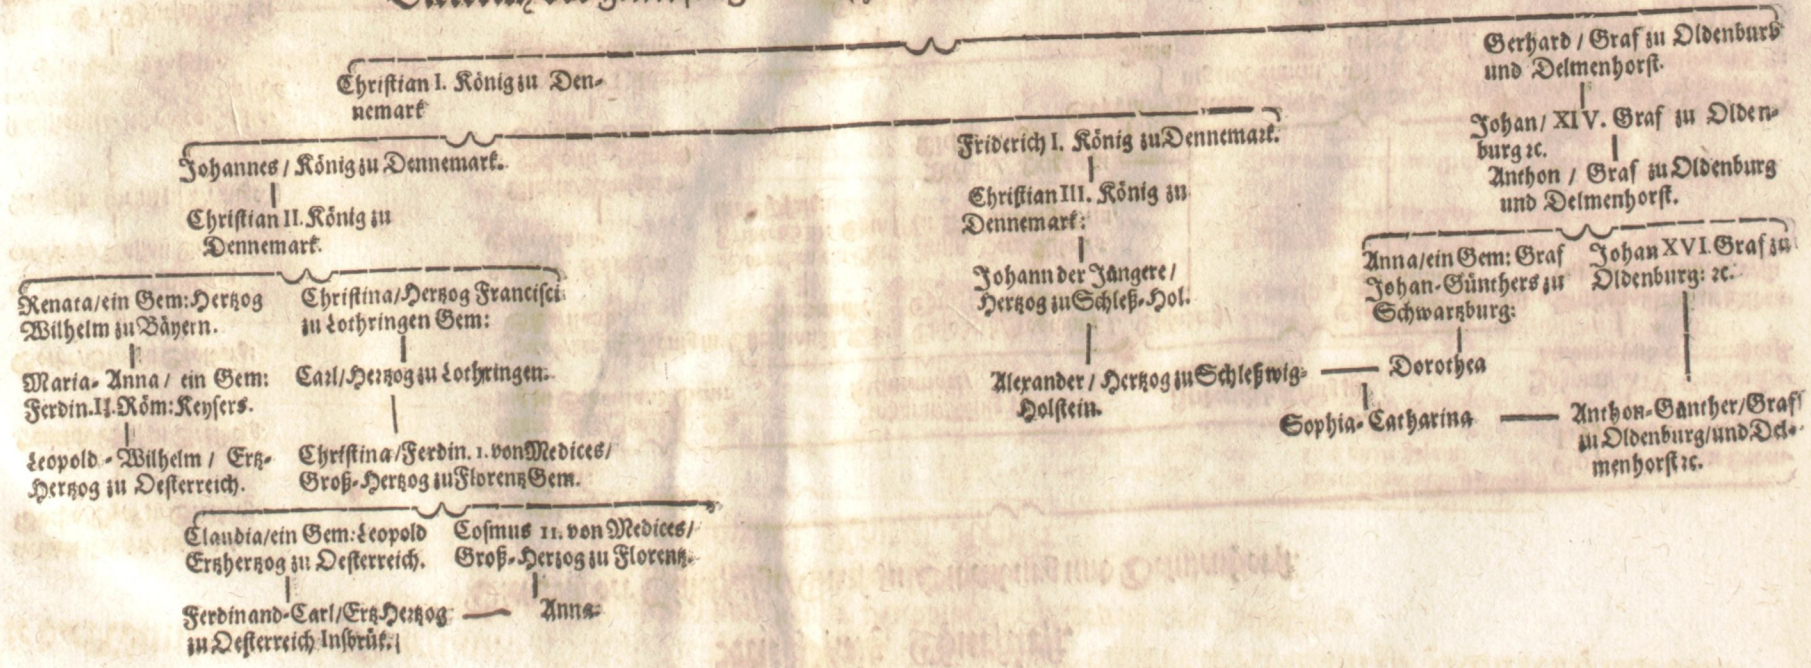 Christian I. König zu Den-
nemark
Gerhard / Graf zu Oldenburg
und Delmenhorst.
Johan / XIV. Graf zu Olden-
burg ꝛc.
Anthon / Graf zu Oldenburg
und Delmenhorst.
Johannes / König zu Dennemark.
Friderich I. König zu Dennemark.
Christian II. König zu
Dennemark.
Christian III. König zu
Dennemark:
Johann der Jüngere /
Hertzog zu Schleß-Hol.
Renata / ein Gem: Hertzog
Wilhelm zu Bäyern.
Christina / Hertzog Francisci
zu Lothringen Gem:
Anna / ein Gem: Graf
Johan-Günthers zu
Schwartzburg:
Johan XVI. Graf zu
Oldenburg: ꝛc.
Maria-Anna / ein Gem:
Ferdin. II. Röm: Keysers.
Carl / Hertzog zu Lothringen.
Alexander / Hertzog zu Schleßwig-
Holstein.
Dorothea
Sophia-Catharina
Anthon-Günther / Graf
zu Oldenburg / und Del-
menhorst ꝛc.
Leopold-Wilhelm / Ertz-
Hertzog zu Oesterreich.
Christina / Ferdin. I. von Medices /
Groß-Hertzog zu Florentz Gem.
Claudia / ein Gem: Leopold
Ertzhertzog zu Oesterreich.
Cosmus II. von Medices /
Groß-Hertzog zu Florentz.
Ferdinand-Carl / Ertz-Hertzog
zu Oesterreich Insbrük.
Anna